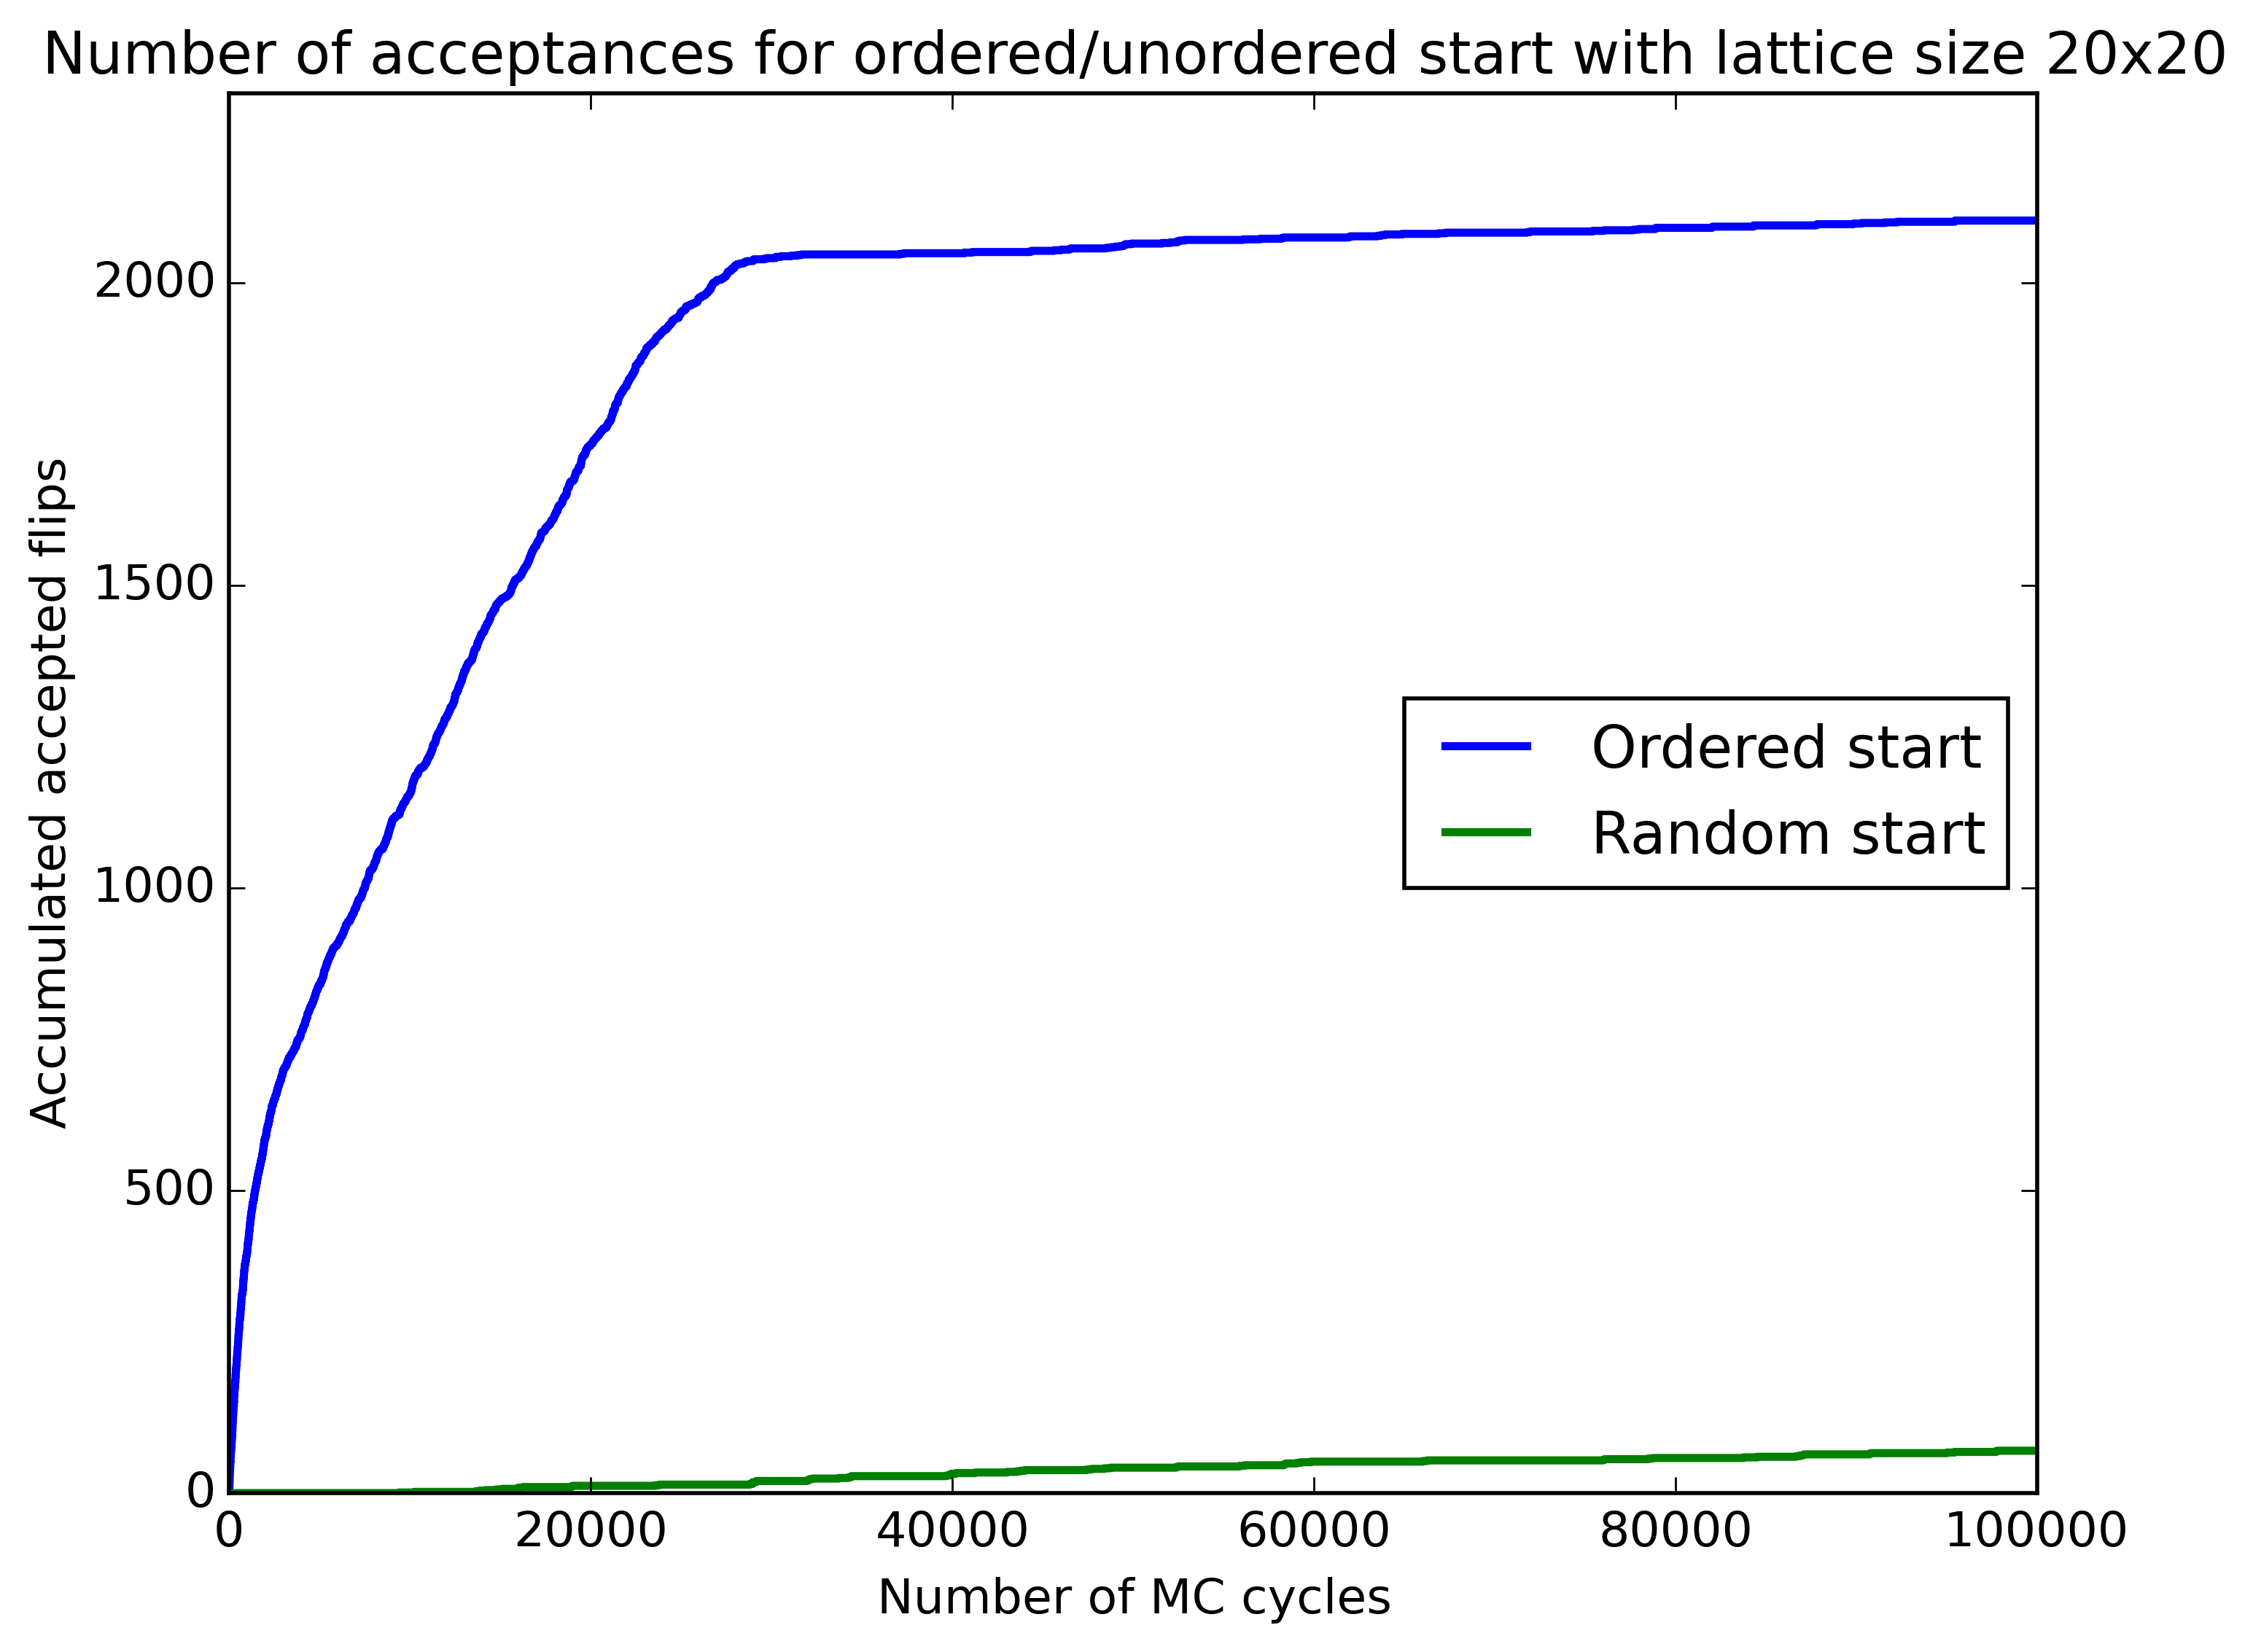 Number of acceptances for ordered/unordered start with lattice size 20x20
Accumulated accepted flips
2000
1500
1000
500
0
Ordered start
Random start
0 20000 40000 60000 80000 100000
Number of MC cycles